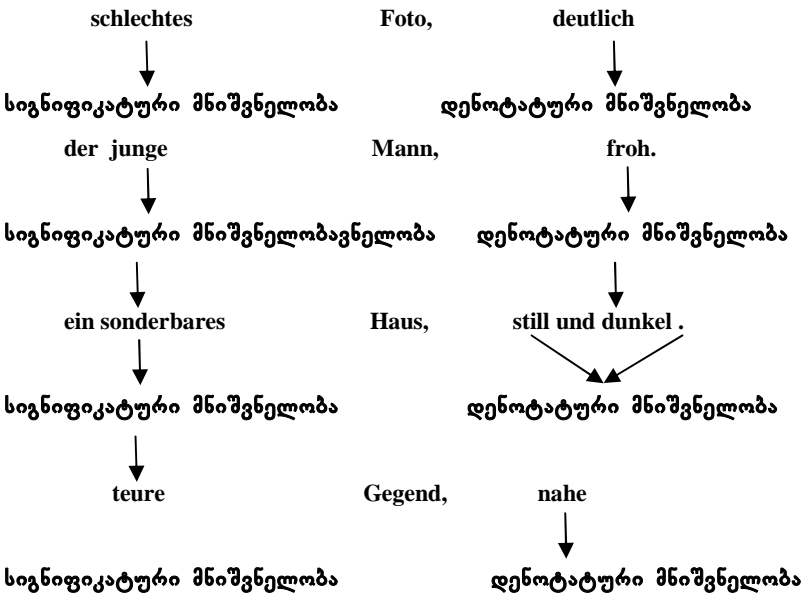 schlechtes Foto, deutlich
სიგნიფიკატური მნიშვნელობა დენოტატური მნიშვნელობა
der junge Mann, froh.
სიგნიფიკატური მნიშვნელობავნელობა დენოტატური მნიშვნელობა
ein sonderbares Haus, still und dunkel .
სიგნიფიკატური მნიშვნელობა დენოტატური მნიშვნელობა
teure Gegend, nahe
სიგნიფიკატური მნიშვნელობა დენოტატური მნიშვნელობა